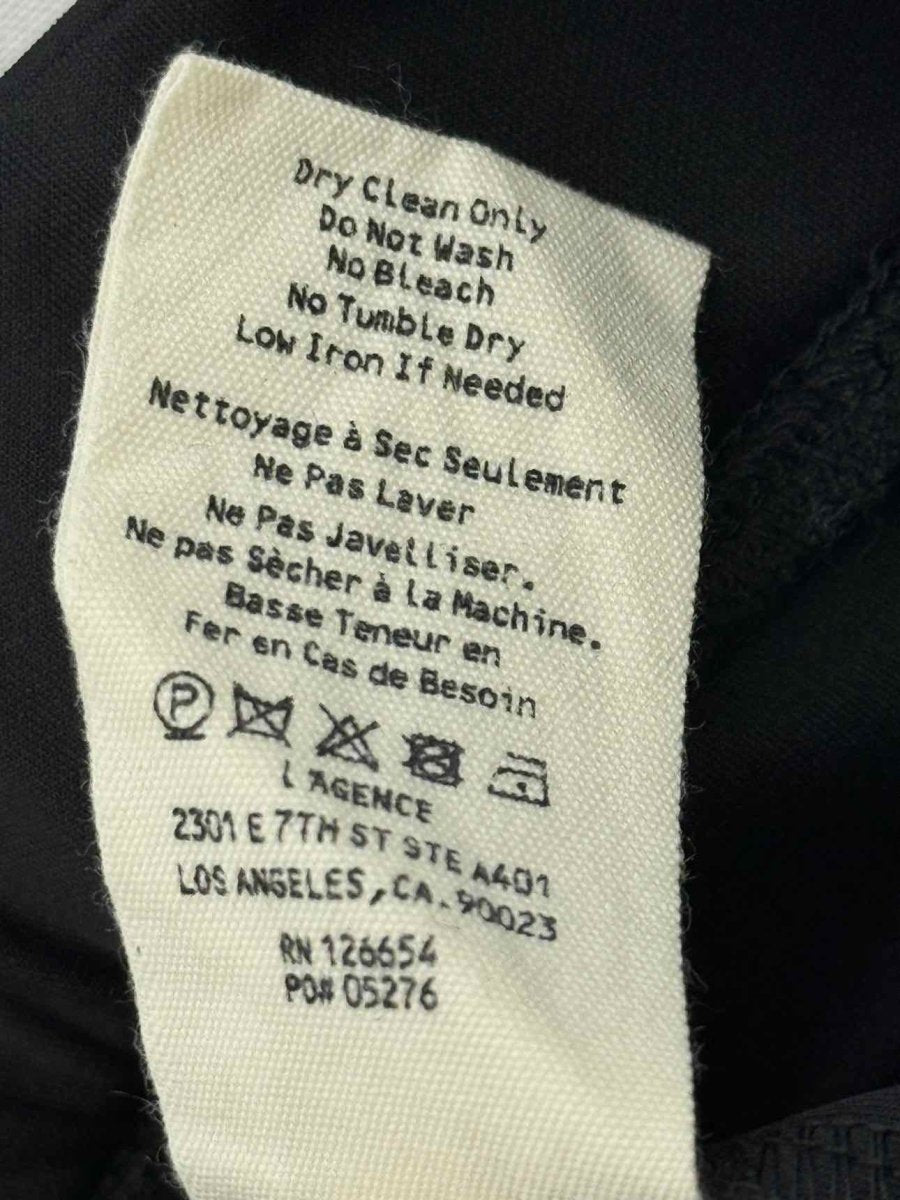 Dry Clean Only
Do Not Wash
No Bleach
No Tumble Dry
Low Iron If Needed
Nettoyage à Sec Seulement
Ne Pas Laver
Ne Pas Javelliser.
Ne pas Sècher à la Machine.
Basse Teneur en
Fer en Cas de Besoin
P
L'AGENCE
2301 E 7TH ST STE A401
LOS ANGELES, CA. 90023
RN 126654
PO# 05276